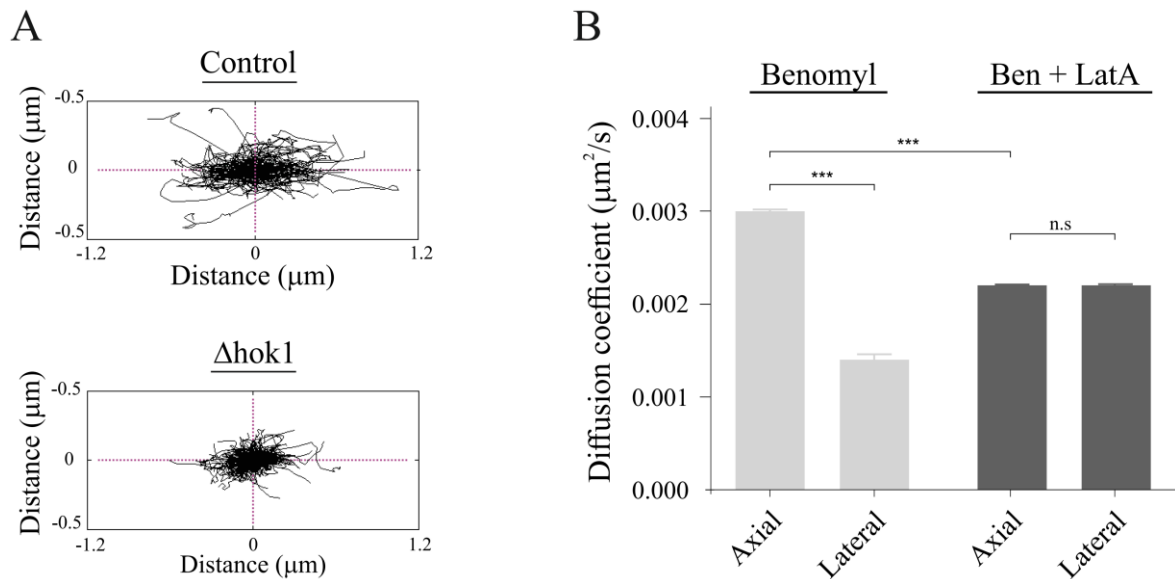 A
Control
-0.5
0
-0.5
Distance (μm)
-1.2
0
1.2
Distance (μm)
Δhok1
-0.5
0
-0.5
Distance (μm)
-1.2
0
1.2
Distance (μm)
B
Benomyl
Ben + LatA
Diffusion coefficient (μm²/s)
0.004
0.003
0.002
0.001
0.000
***
***
n.s
Axial
Lateral
Axial
Lateral